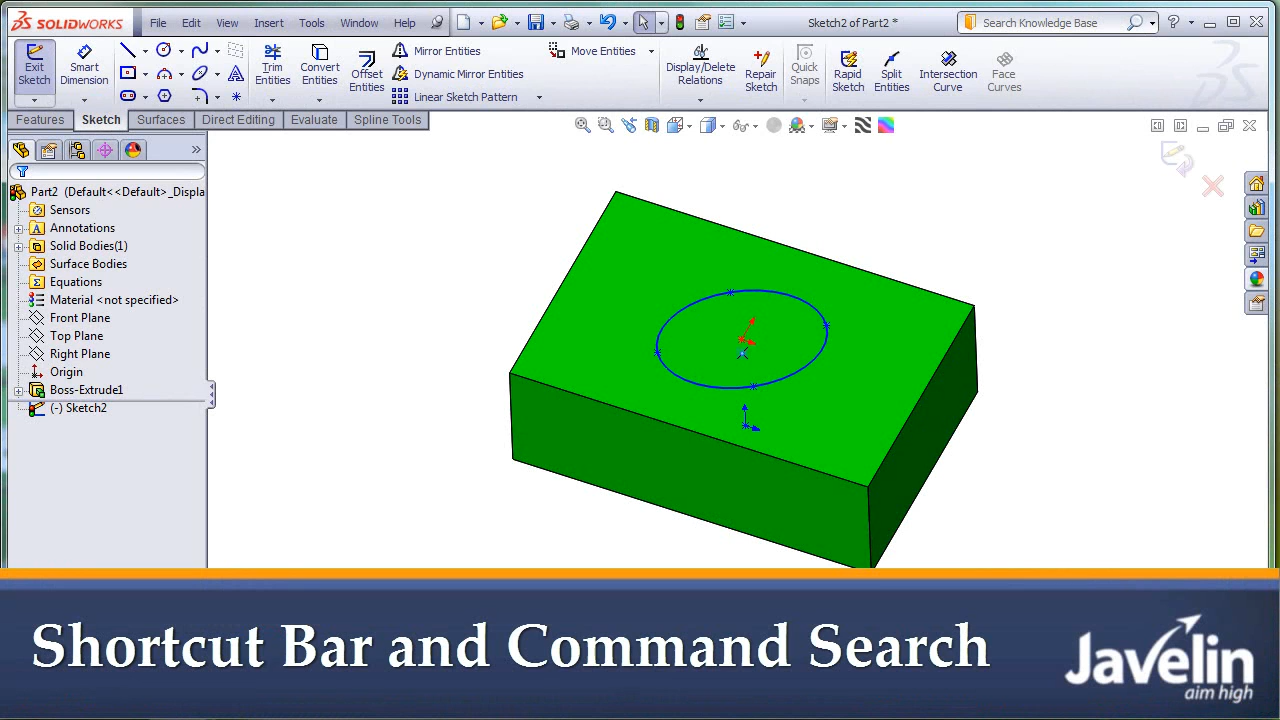 SOLIDWORKS File Edit View Insert Tools Window Help Sketch2 of Part2 * Search Knowledge Base
Exit Sketch
Smart Dimension
Trim Entities
Convert Entities
Offset Entities
Mirror Entities
Dynamic Mirror Entities
Linear Sketch Pattern
Move Entities
Display/Delete Relations
Repair Sketch
Quick Snaps
Rapid Sketch
Split Entities
Intersection Curve
Face Curves
Features Sketch Surfaces Direct Editing Evaluate Spline Tools
Part2 (Default<<Default>_Displa
Sensors
Annotations
Solid Bodies(1)
Surface Bodies
Equations
Material <not specified>
Front Plane
Top Plane
Right Plane
Origin
Boss-Extrude1
(-) Sketch2
Shortcut Bar and Command Search
Javelin
aim high